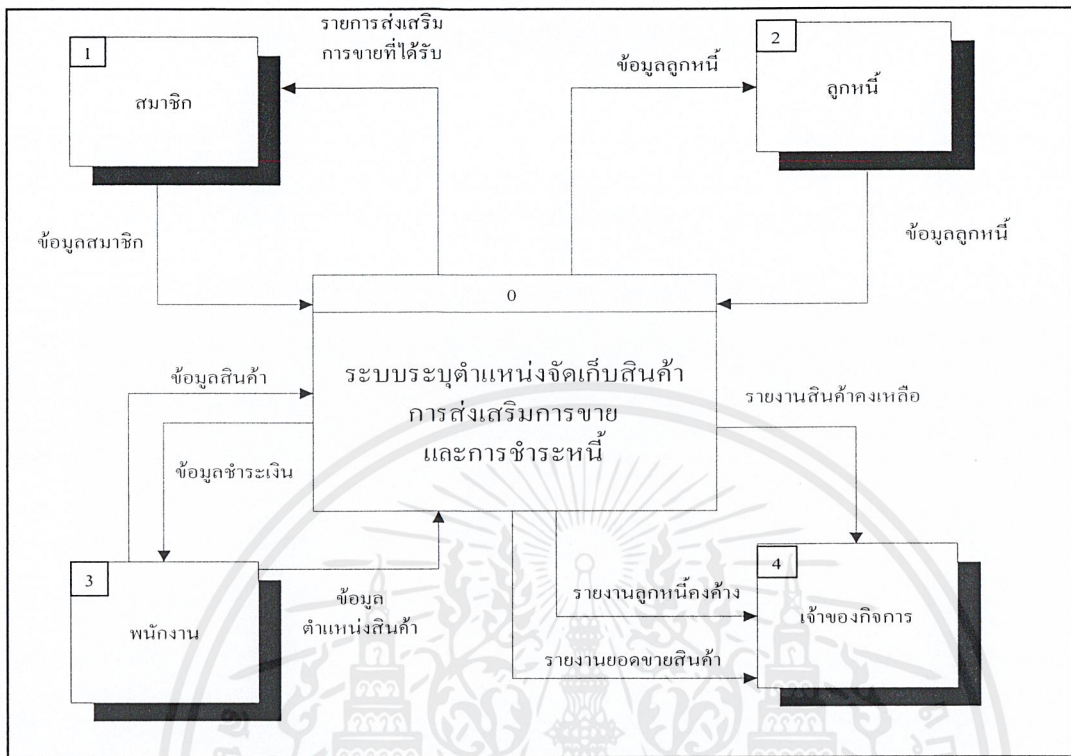 รายการส่งเสริม
การขายที่ได้รับ
1
สมาชิก
2
ลูกหนี้
ข้อมูลลูกหนี้
ข้อมูลสมาชิก
ข้อมูลลูกหนี้
0
ระบบระบุตำแหน่งจัดเก็บสินค้า
การส่งเสริมการขาย
และการชำระหนี้
ข้อมูลสินค้า
ข้อมูลชำระเงิน
รายงานสินค้าคงเหลือ
3
พนักงาน
ข้อมูล
ตำแหน่งสินค้า
รายงานลูกหนี้คงค้าง
รายงานยอดขายสินค้า
4
เจ้าของกิจการ